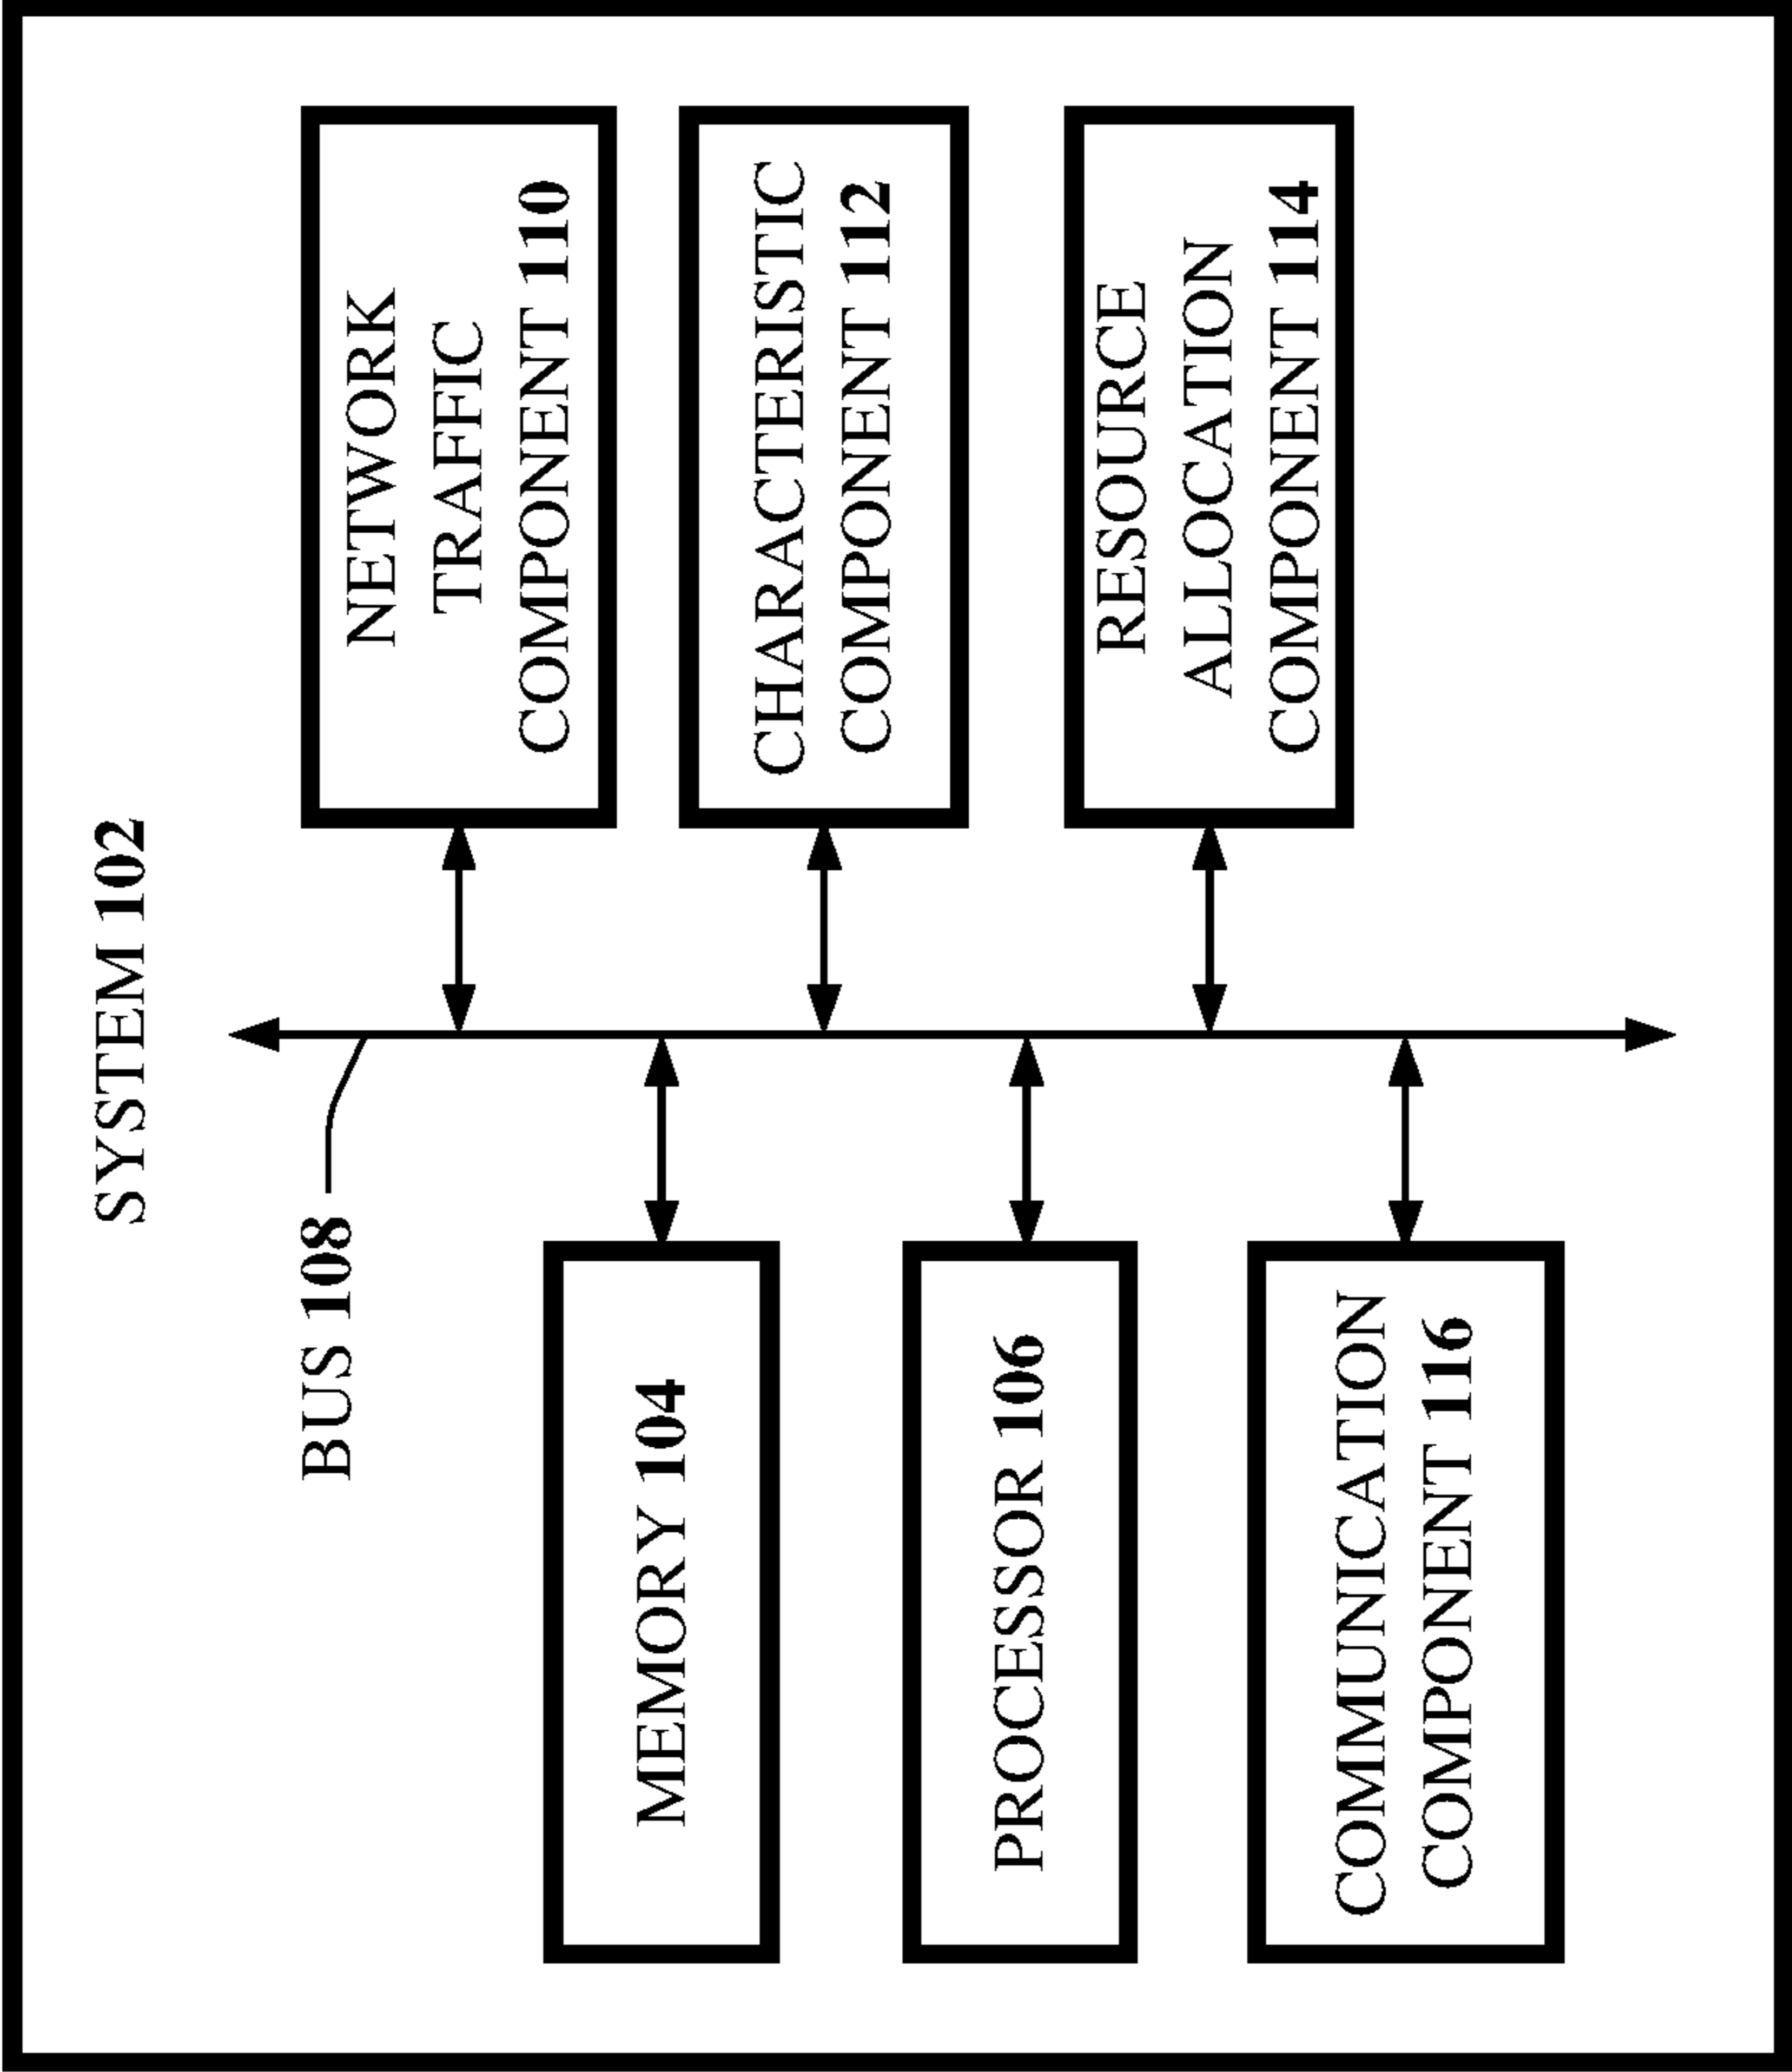 SYSTEM 102
BUS 108
MEMORY 104
PROCESSOR 106
COMMUNICATION
COMPONENT 116
NETWORK
TRAFFIC
COMPONENT 110
CHARACTERISTIC
COMPONENT 112
RESOURCE
ALLOCATION
COMPONENT 114